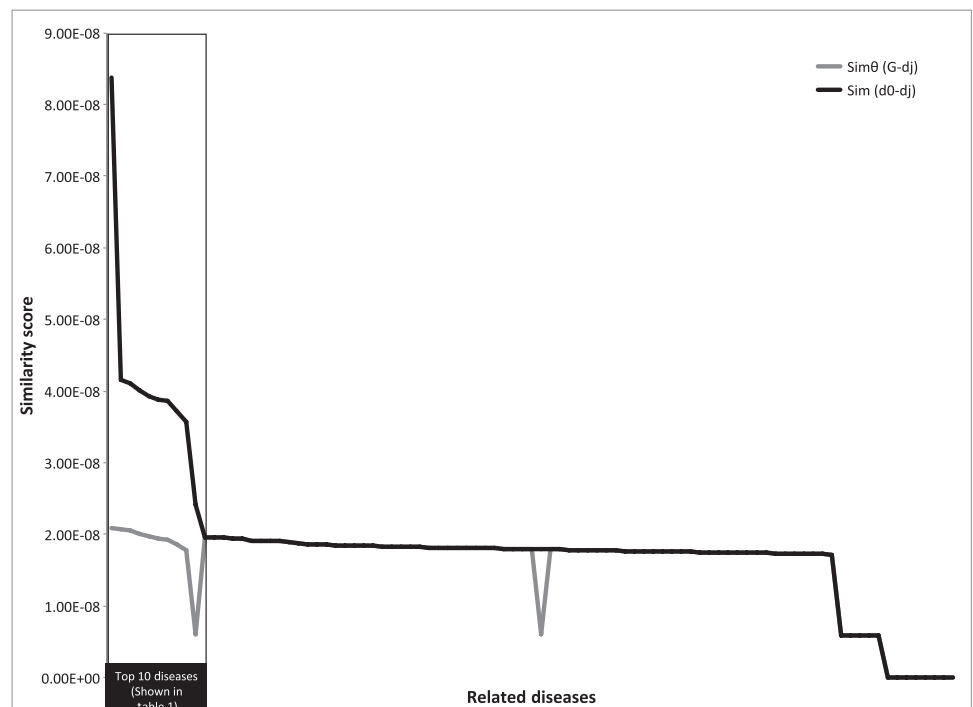 9.00E-08
8.00E-08
7.00E-08
6.00E-08
5.00E-08
4.00E-08
3.00E-08
2.00E-08
1.00E-08
0.00E+00
Similarity score
Simθ (G-dj)
Sim (d0-dj)
Top 10 diseases
(Shown in
table 1)
Related diseases